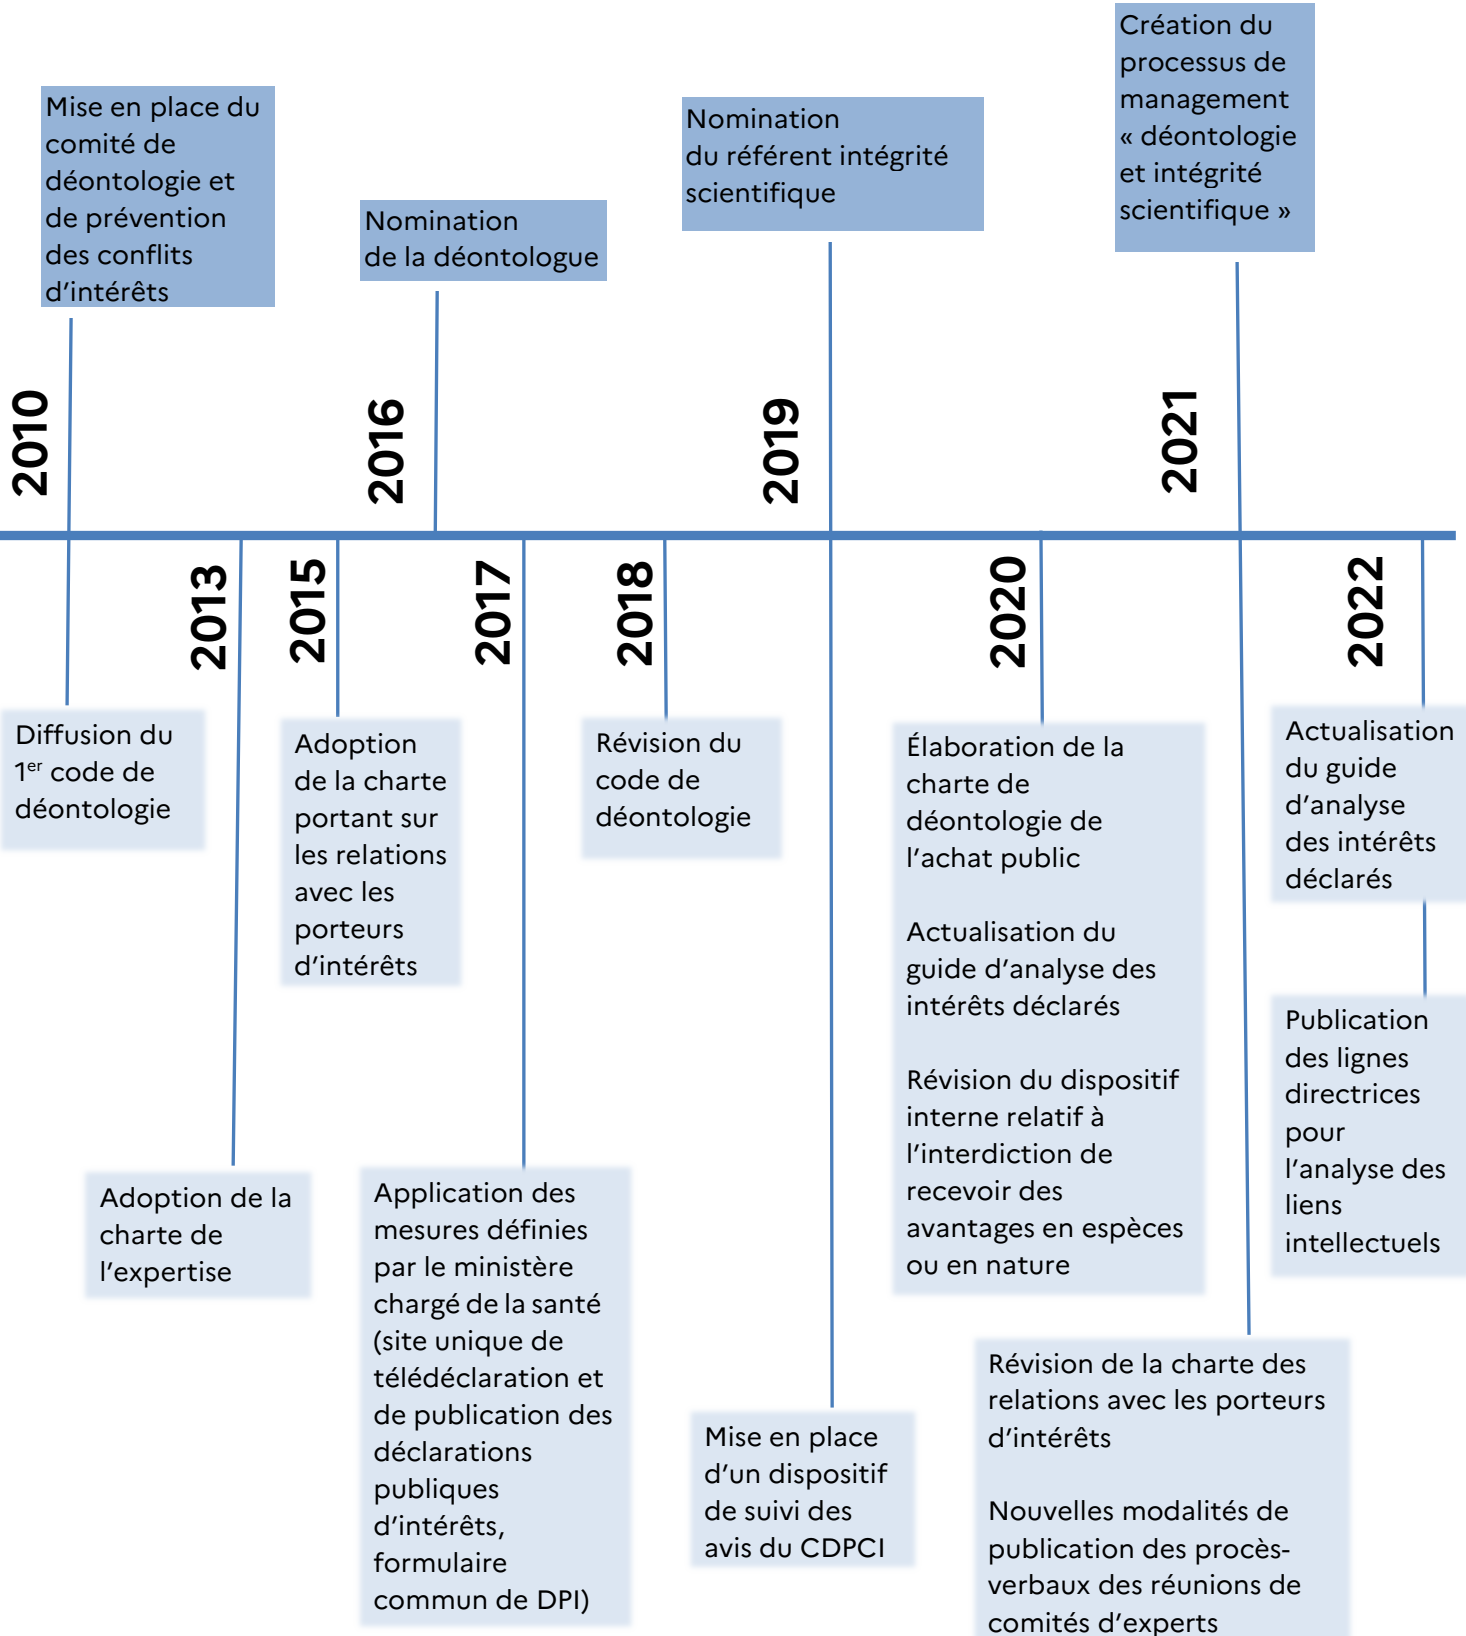 Création du
processus de
management
« déontologie
et intégrité
scientifique »
Mise en place du
comité de
déontologie et
de prévention
des conflits
d’intérêts
Nomination
du référent intégrité
scientifique
Nomination
de la déontologue
2010
2016
2019
2021
2013
2015
2017
2018
2020
2022
Diffusion du
1er code de
déontologie
Adoption
de la charte
portant sur
les relations
avec les
porteurs
d’intérêts
Révision du
code de
déontologie
Élaboration de la
charte de
déontologie de
l’achat public
Actualisation du
guide d’analyse des
intérêts déclarés
Révision du dispositif
interne relatif à
l’interdiction de
recevoir des
avantages en espèces
ou en nature
Actualisation
du guide
d’analyse
des intérêts
déclarés
Publication
des lignes
directrices
pour
l’analyse des
liens
intellectuels
Adoption de la
charte de
l’expertise
Application des
mesures définies
par le ministère
chargé de la santé
(site unique de
télédéclaration et
de publication des
déclarations
publiques
d’intérêts,
formulaire
commun de DPI)
Mise en place
d’un dispositif
de suivi des
avis du CDPCI
Révision de la charte des
relations avec les porteurs
d’intérêts
Nouvelles modalités de
publication des procès-
verbaux des réunions de
comités d'experts